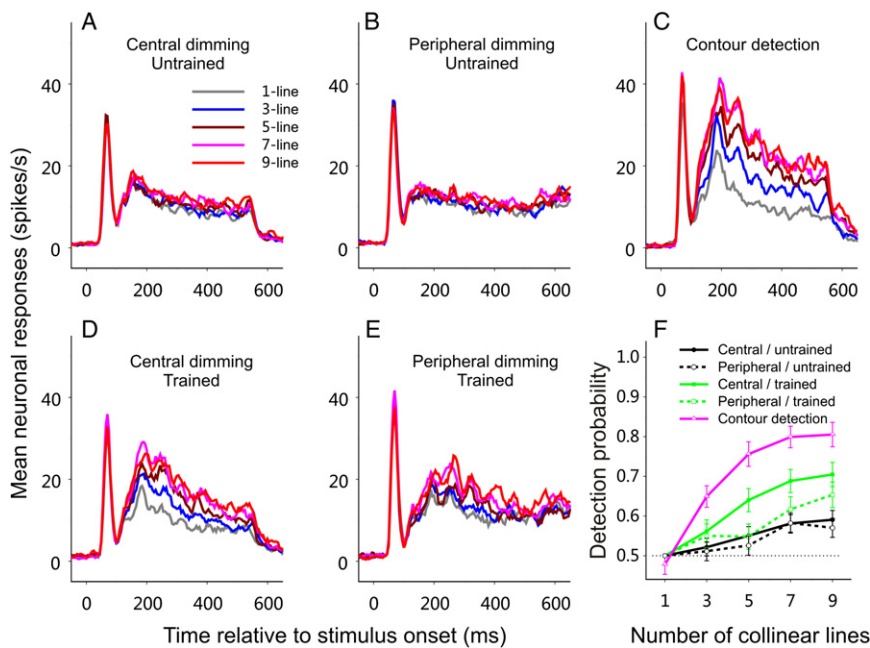 A
Central dimming
Untrained
1-line
3-line
5-line
7-line
9-line
40
20
0
0 200 400 600
B
Peripheral dimming
Untrained
40
20
0
0 200 400 600
C
Contour detection
40
20
0
0 200 400 600
Mean neuronal responses (spikes/s)
D
Central dimming
Trained
40
20
0
0 200 400 600
E
Peripheral dimming
Trained
40
20
0
0 200 400 600
Time relative to stimulus onset (ms)
F
Central / untrained
Peripheral / untrained
Central / trained
Peripheral / trained
Contour detection
Detection probability
1.0
0.9
0.8
0.7
0.6
0.5
1 3 5 7 9
Number of collinear lines